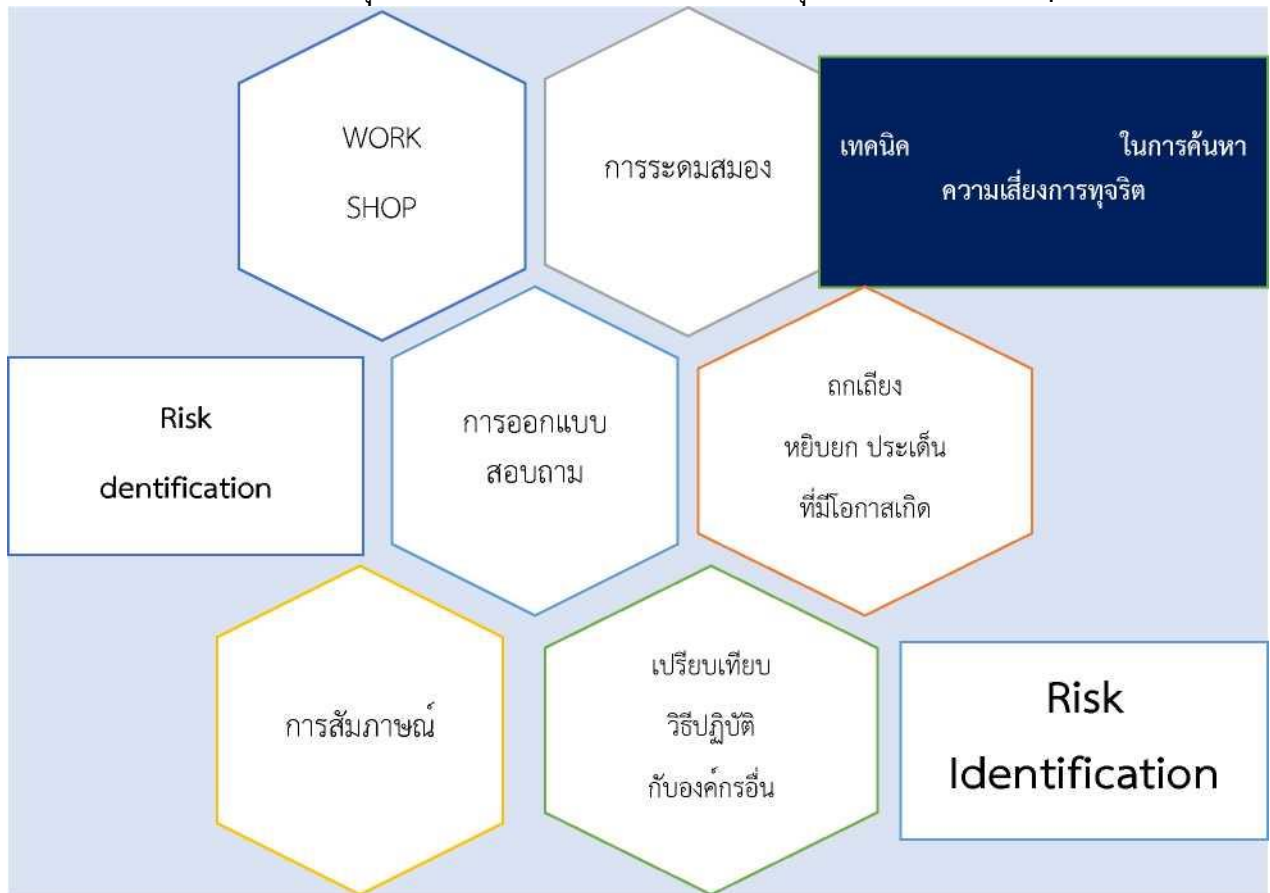 WORK
SHOP
การระดมสมอง
เทคนิค ในการค้นหา
ความเสี่ยงการทุจริต
Risk
dentification
การออกแบบ
สอบถาม
ถกเถียง
หยิบยก ประเด็น
ที่มีโอกาสเกิด
การสัมภาษณ์
เปรียบเทียบ
วิธีปฏิบัติ
กับองค์กรอื่น
Risk
Identification